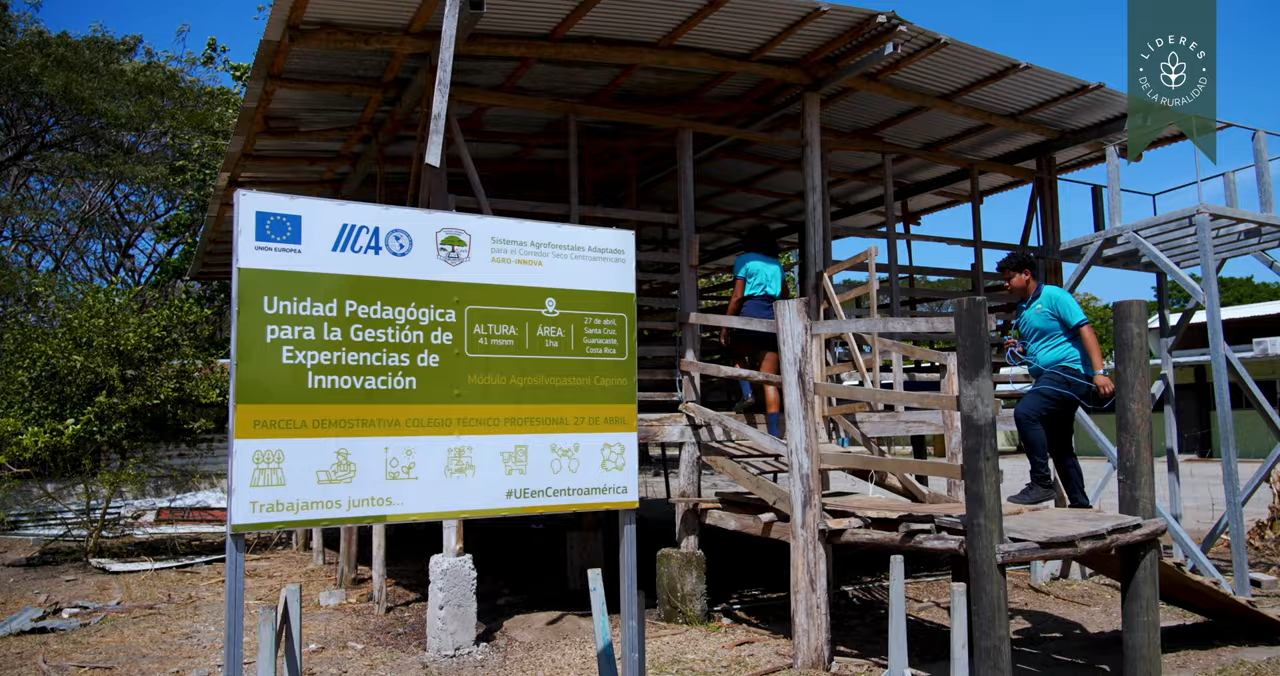 LÍDERES
DE LA RURALIDAD
UNIÓN EUROPEA
IICA
Sistemas Agroforestales Adaptados
para el Corredor Seco Centroamericano
AGRO-INNOVA
Unidad Pedagógica
para la Gestión de
Experiencias de
Innovación
ALTURA:
41 msnm
ÁREA:
1ha
27 de abril,
Santa Cruz,
Guanacaste,
Costa Rica
Módulo Agrosilvopastoril Caprino
PARCELA DEMOSTRATIVA COLEGIO TÉCNICO PROFESIONAL 27 DE ABRIL
Trabajamos juntos...
#UEenCentroamérica